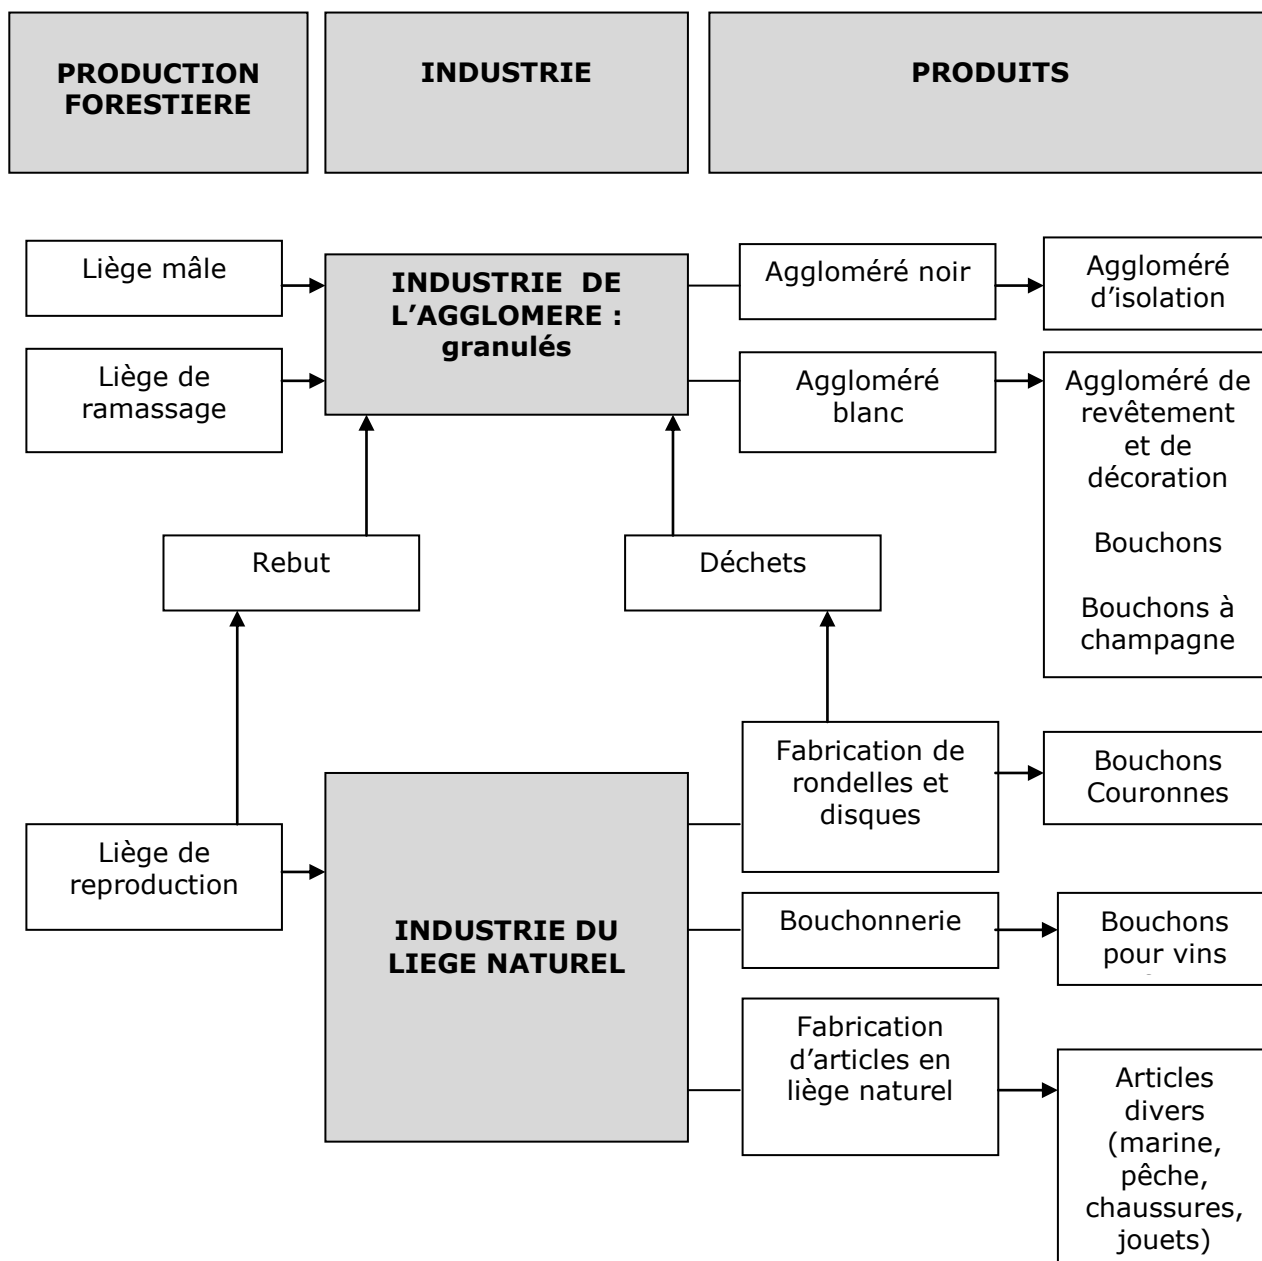 PRODUCTION
FORESTIERE
INDUSTRIE
PRODUITS
Liège mâle
INDUSTRIE DE
L’AGGLOMERE :
granulés
Aggloméré noir
Aggloméré
d’isolation
Liège de
ramassage
Aggloméré
blanc
Aggloméré de
revêtement
et de
décoration
Bouchons
Bouchons à
champagne
Rebut
Déchets
Fabrication de
rondelles et
disques
Bouchons
Couronnes
Liège de
reproduction
INDUSTRIE DU
LIEGE NATUREL
Bouchonnerie
Bouchons
pour vins
Fabrication
d’articles en
liège naturel
Articles
divers
(marine,
pêche,
chaussures,
jouets)